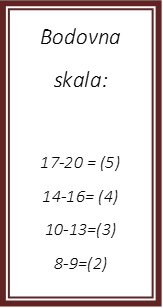 Bodovna
skala:
17-20 = (5)
14-16= (4)
10-13=(3)
8-9=(2)